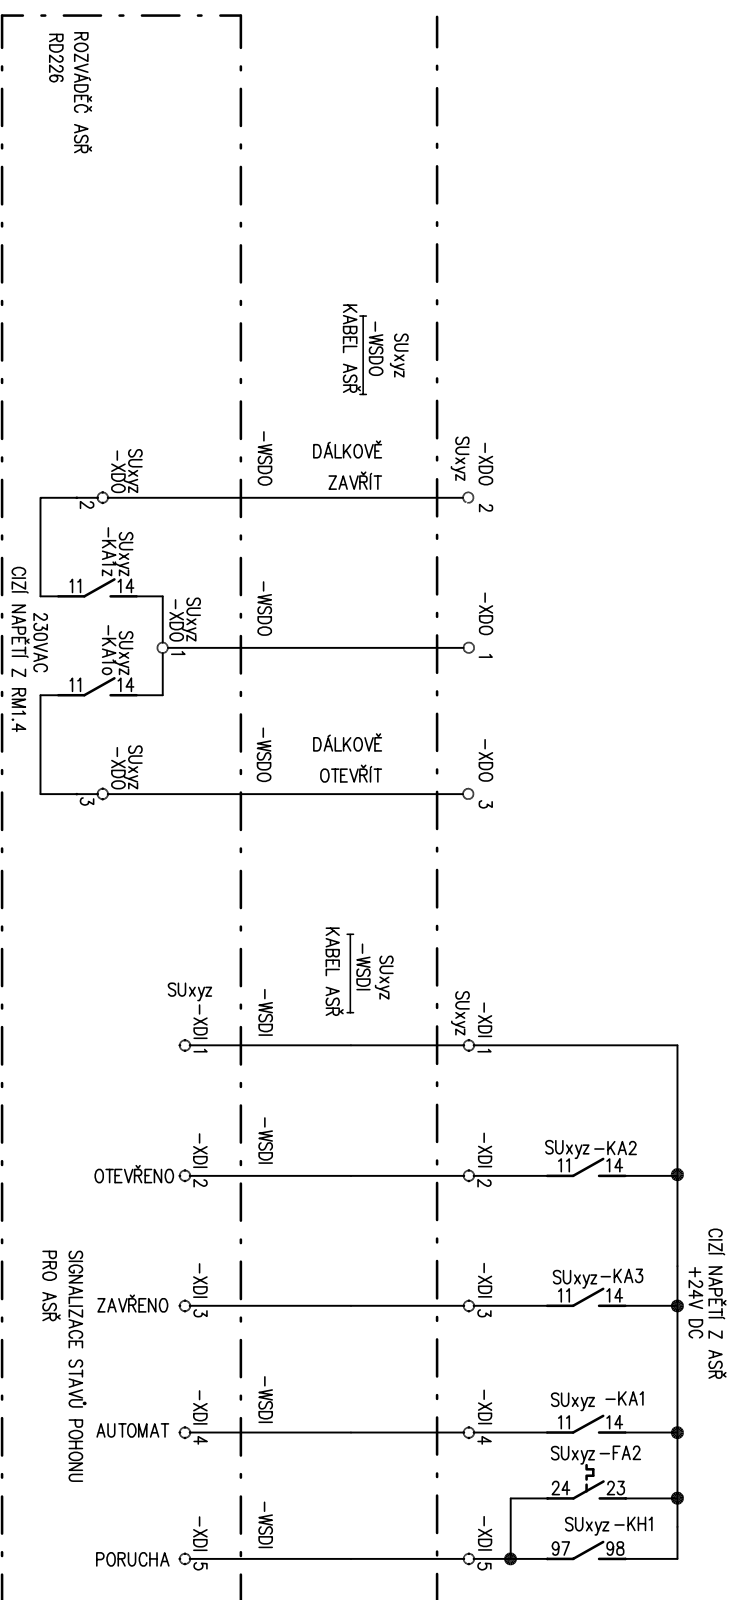 ROZVÁDĚČ ASŘ
RD226
SUxyz
-WSDO
KABEL ASŘ
DÁLKOVĚ
ZAVŘÍT
-WSDO
-XDO
SUxyz
2
SUxyz
-XDO
2
SUxyz
-KA1z
11
14
SUxyz
-XDO
1
-WSDO
-XDO
1
SUxyz
-KA1o
11
14
230VAC
CIZÍ NAPĚTÍ Z RM1.4
DÁLKOVĚ
OTEVŘÍT
-WSDO
-XDO
3
SUxyz
-XDO
3
SUxyz
-WSDI
KABEL ASŘ
SUxyz
-XDI
1
-WSDI
-XDI
SUxyz
1
CIZÍ NAPĚTÍ Z ASŘ
+24V DC
OTEVŘENO
-XDI
2
-WSDI
-XDI
2
SUxyz-KA2
11
14
ZAVŘENO
-XDI
3
-XDI
3
SUxyz-KA3
11
14
SIGNALIZACE STAVŮ POHONU
PRO ASŘ
AUTOMAT
-XDI
4
-WSDI
-XDI
4
SUxyz -KA1
11
14
SUxyz-FA2
24
23
PORUCHA
-XDI
5
-WSDI
-XDI
5
SUxyz-KH1
97
98